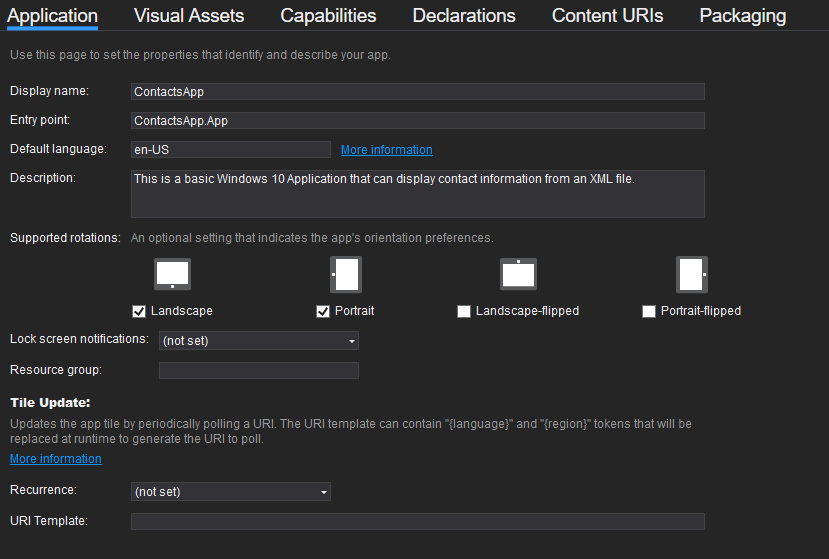 Application Visual Assets Capabilities Declarations Content URIs Packaging
Use this page to set the properties that identify and describe your app.
Display name: ContactsApp
Entry point: ContactsApp.App
Default language: en-US More information
Description: This is a basic Windows 10 Application that can display contact information from an XML file.
Supported rotations: An optional setting that indicates the app's orientation preferences.
Landscape Portrait Landscape-flipped Portrait-flipped
Lock screen notifications: (not set)
Resource group:
Tile Update:
Updates the app tile by periodically polling a URI. The URI template can contain "{language}" and "{region}" tokens that will be
replaced at runtime to generate the URI to poll.
More information
Recurrence: (not set)
URI Template: